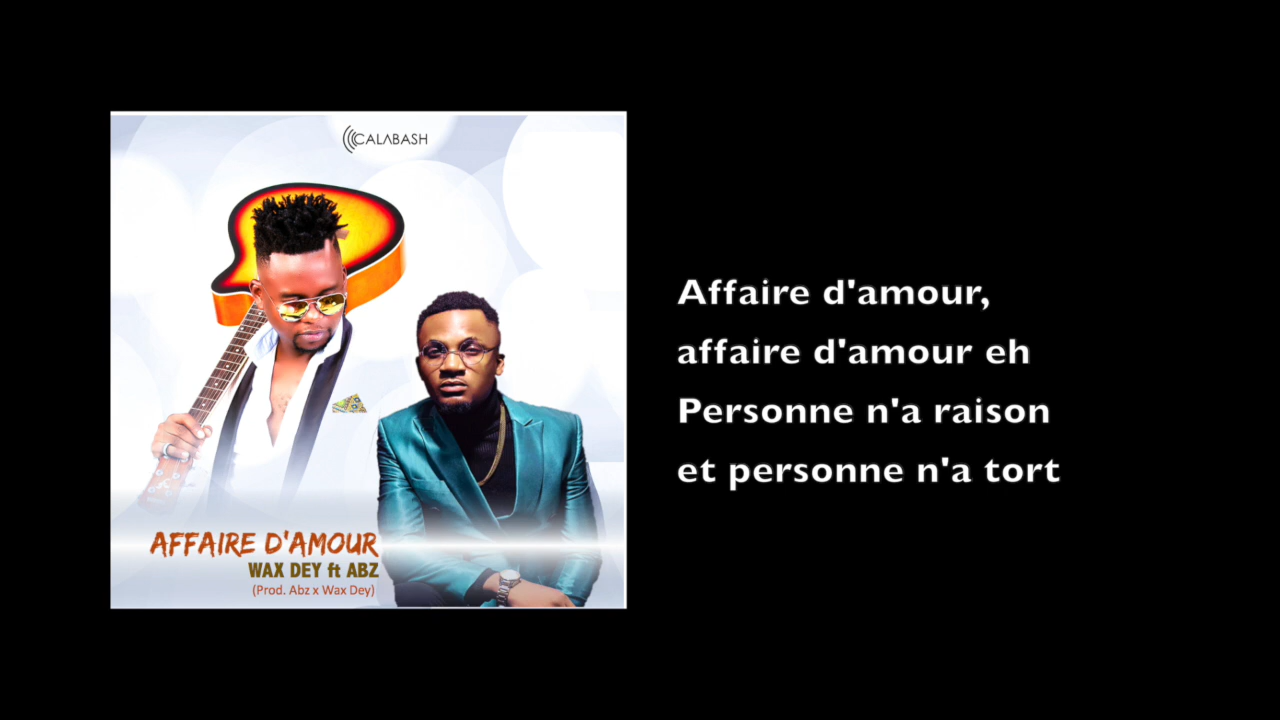 CALABASH
AFFAIRE D'AMOUR
WAX DEY ft ABZ
(Prod. Abz x Wax Dey)
Affaire d'amour,
affaire d'amour eh
Personne n'a raison
et personne n'a tort